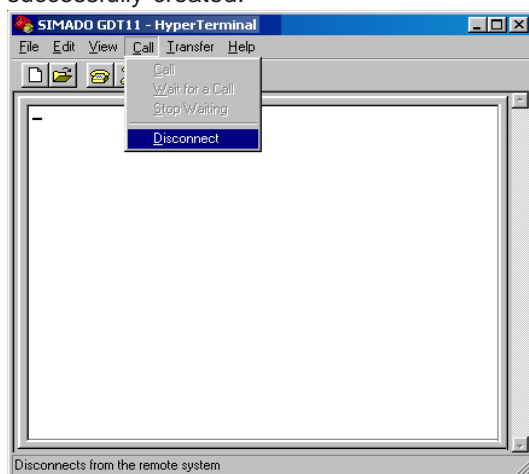 successfully created.
SIMADO GDT11 - HyperTerminal
File Edit View Call Transfer Help
Call
Wait for a Call
Stop Waiting
Disconnect
Disconnects from the remote system